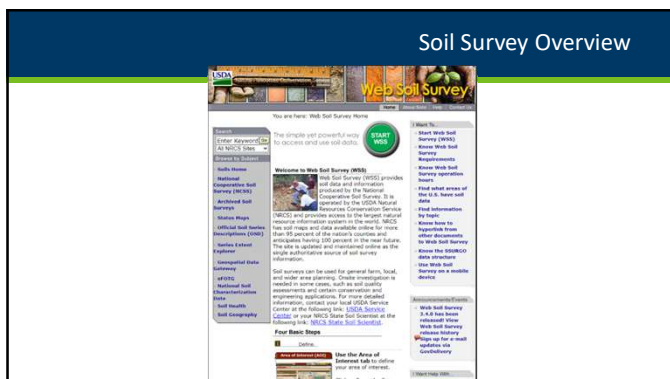 Soil Survey Overview
USDA
Web Soil Survey
Home About Soils Help Contact Us
You are here: Web Soil Survey Home
Search
Enter Keywords Go
All NRCS Sites
Browse by Subject
Soils Home
National
Cooperative Soil
Survey (NCSS)
Archived Soil
Surveys
Status Maps
Official Soil Series
Descriptions (OSD)
Series Extent
Explorer
Geospatial Data
Gateway
eFOTG
National Soil
Characterization
Data
Soil Health
Soil Geography
The simple yet powerful way
to access and use soil data.
START
WSS
Welcome to Web Soil Survey (WSS)
Web Soil Survey (WSS) provides
soil data and information
produced by the National
Cooperative Soil Survey. It is
operated by the USDA Natural
Resources Conservation Service
(NRCS) and provides access to the largest natural
resource information system in the world. NRCS
has soil maps and data available online for more
than 95 percent of the nation's counties and
anticipates having 100 percent in the near future.
The site is updated and maintained online as the
single authoritative source of soil survey
information.
Soil surveys can be used for general farm, local,
and wider area planning. Onsite investigation is
needed in some cases, such as soil quality
assessments and certain conservation and
engineering applications. For more detailed
information, contact your local USDA Service
Center at the following link: USDA Service
Center or your NRCS State Soil Scientist at the
following link: NRCS State Soil Scientist.
Four Basic Steps
1 Define.
Area of Interest (AOI)
Use the Area of
Interest tab to define
your area of interest.
I Want To...
Start Web Soil
Survey (WSS)
Know Web Soil
Survey
Requirements
Know Web Soil
Survey operation
hours
Find what areas of
the U.S. have soil
data
Find information
by topic
Know how to
hyperlink from
other documents
to Web Soil Survey
Know the SSURGO
data structure
Use Web Soil
Survey on a mobile
device
Announcements/Events
Web Soil Survey
3.4.0 has been
released! View
Web Soil Survey
release history
Sign up for e-mail
updates via
GovDelivery
I Want Help With...